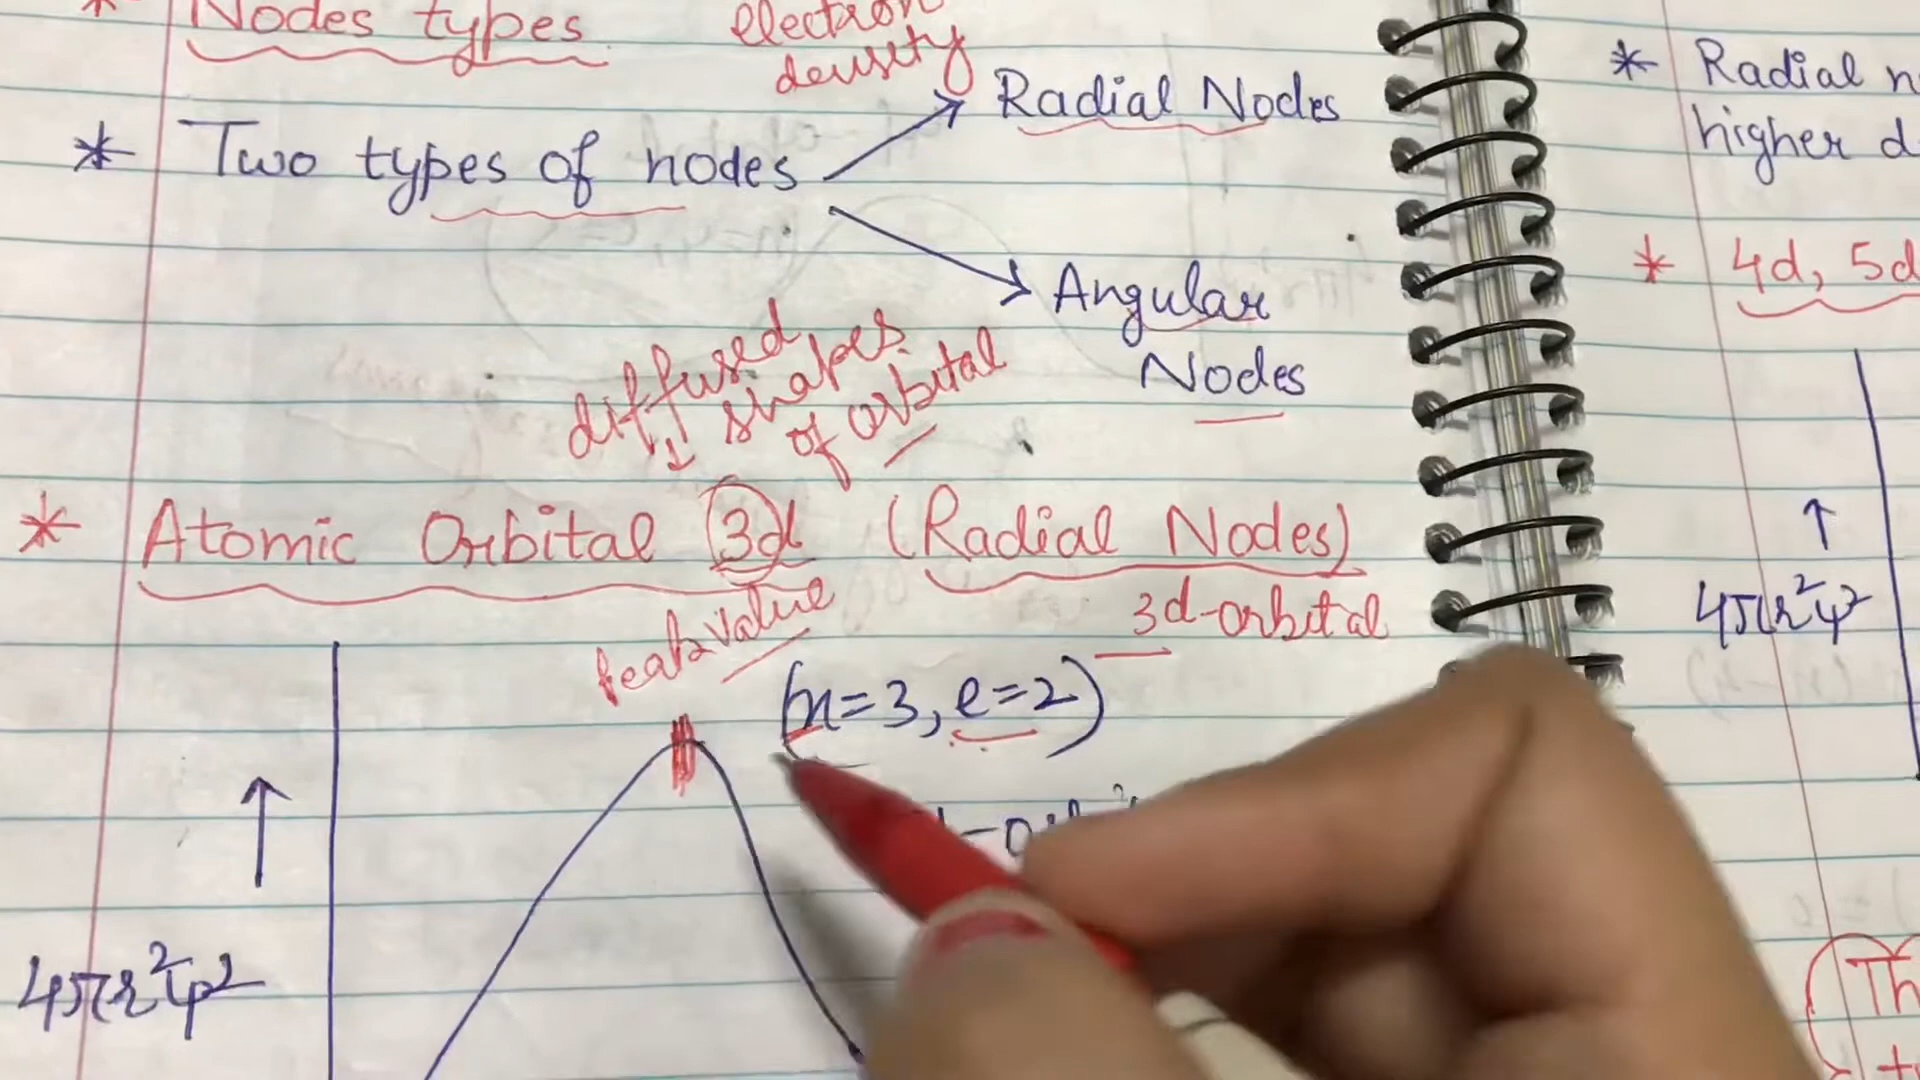 * Nodes types
electron
density
* Two types of nodes
Radial Nodes
Angular
Nodes
diffused
shapes
of orbital
* Atomic Orbital 3d (Radial Nodes)
3d-orbital
Peak value
(n=3, e=2)
4πr²ψ²
* Radial
higher
* 4d, 5d
↑
4πr²ψ²